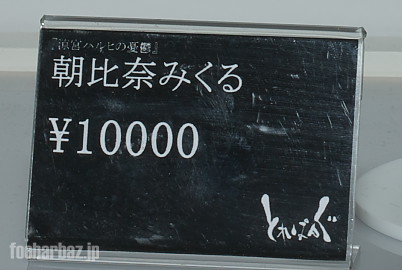 『涼宮ハルヒの憂鬱』
朝比奈みくる
¥10000
とれぱんぐ
foobarbaz.jp